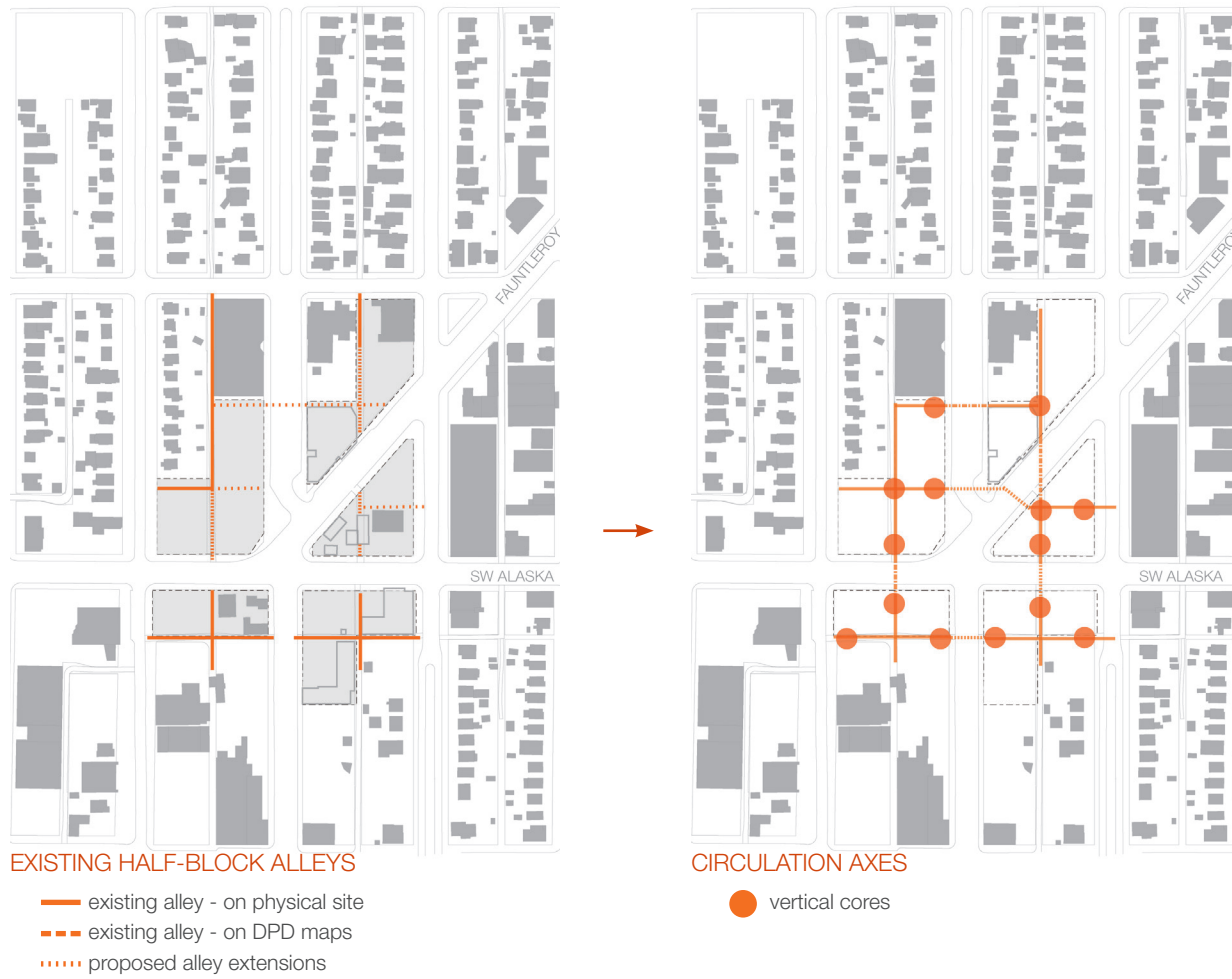 FAUNTLEROY
FAUNTLEROY
SW ALASKA
SW ALASKA
EXISTING HALF-BLOCK ALLEYS
existing alley - on physical site
existing alley - on DPD maps
proposed alley extensions
CIRCULATION AXES
vertical cores